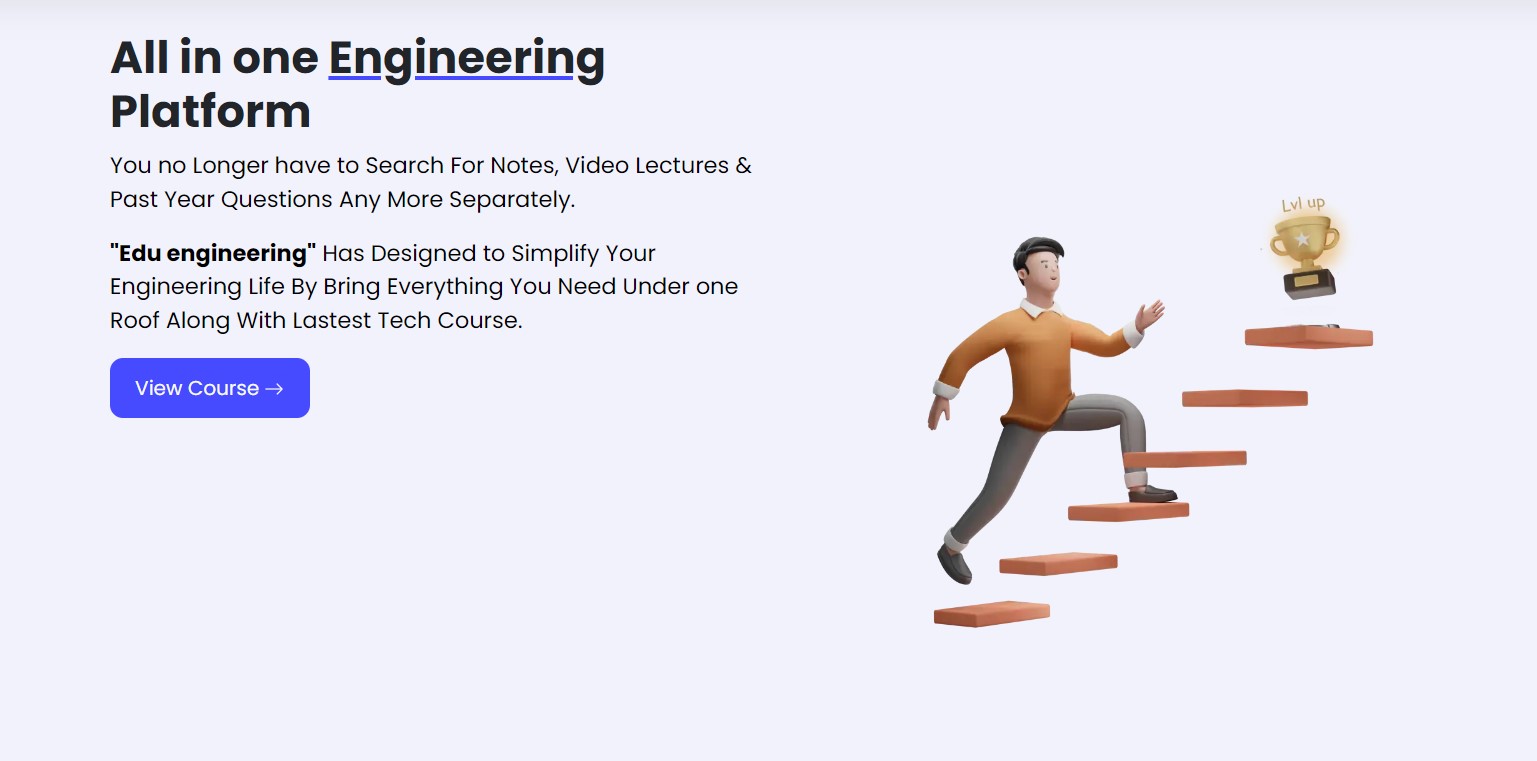 All in one Engineering
Platform
You no Longer have to Search For Notes, Video Lectures &
Past Year Questions Any More Separately.
"Edu engineering" Has Designed to Simplify Your
Engineering Life By Bring Everything You Need Under one
Roof Along With Lastest Tech Course.
View Course →
Lvl up